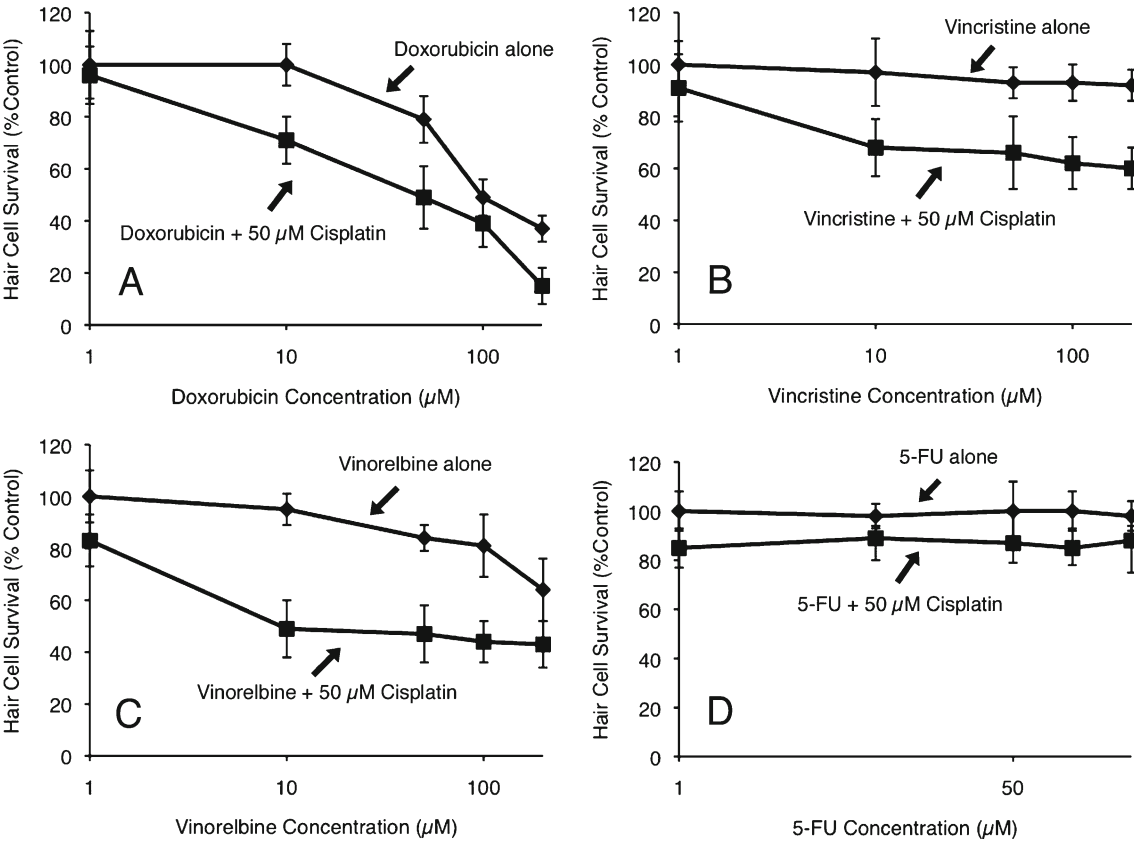 120
100
80
60
40
20
0
Hair Cell Survival (%Control)
Doxorubicin alone
Doxorubicin + 50 µM Cisplatin
A
1
10
100
Doxorubicin Concentration (µM)
120
100
80
60
40
20
0
Hair Cell Survival (% Control)
Vincristine alone
Vincristine + 50 µM Cisplatin
B
1
10
100
Vincristine Concentration (µM)
120
100
80
60
40
20
0
Hair Cell Survival (% Control)
Vinorelbine alone
Vinorelbine + 50 µM Cisplatin
C
1
10
100
Vinorelbine Concentration (µM)
120
100
80
60
40
20
0
Hair Cell Survival (%Control)
5-FU alone
5-FU + 50 µM Cisplatin
D
1
50
5-FU Concentration (µM)